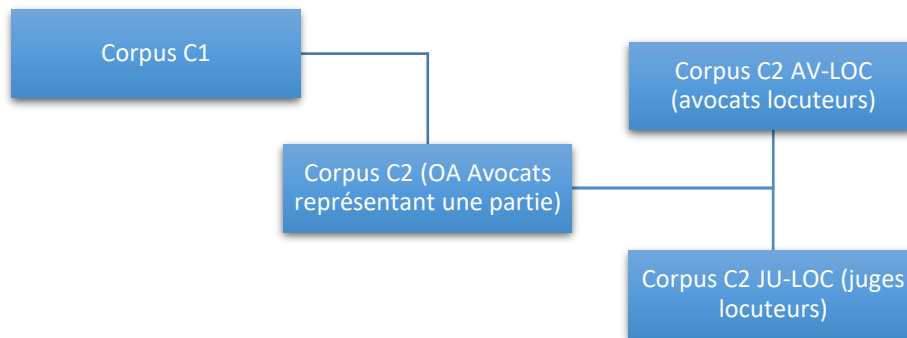 Corpus C1
Corpus C2 (OA Avocats
représentant une partie)
Corpus C2 AV-LOC
(avocats locuteurs)
Corpus C2 JU-LOC (juges
locuteurs)